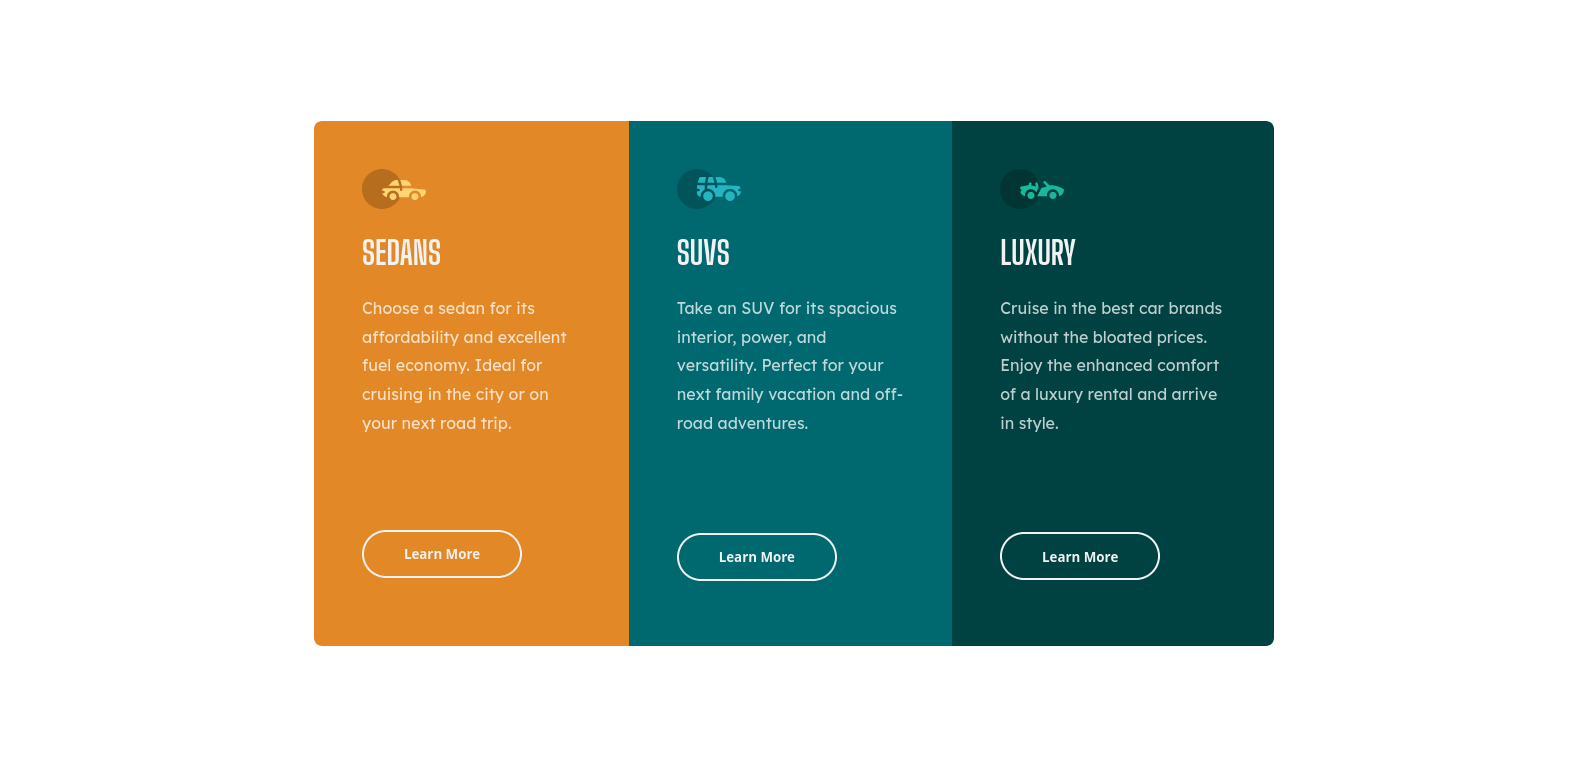 SEDANS
Choose a sedan for its
affordability and excellent
fuel economy. Ideal for
cruising in the city or on
your next road trip.
Learn More
SUVS
Take an SUV for its spacious
interior, power, and
versatility. Perfect for your
next family vacation and off-
road adventures.
Learn More
LUXURY
Cruise in the best car brands
without the bloated prices.
Enjoy the enhanced comfort
of a luxury rental and arrive
in style.
Learn More